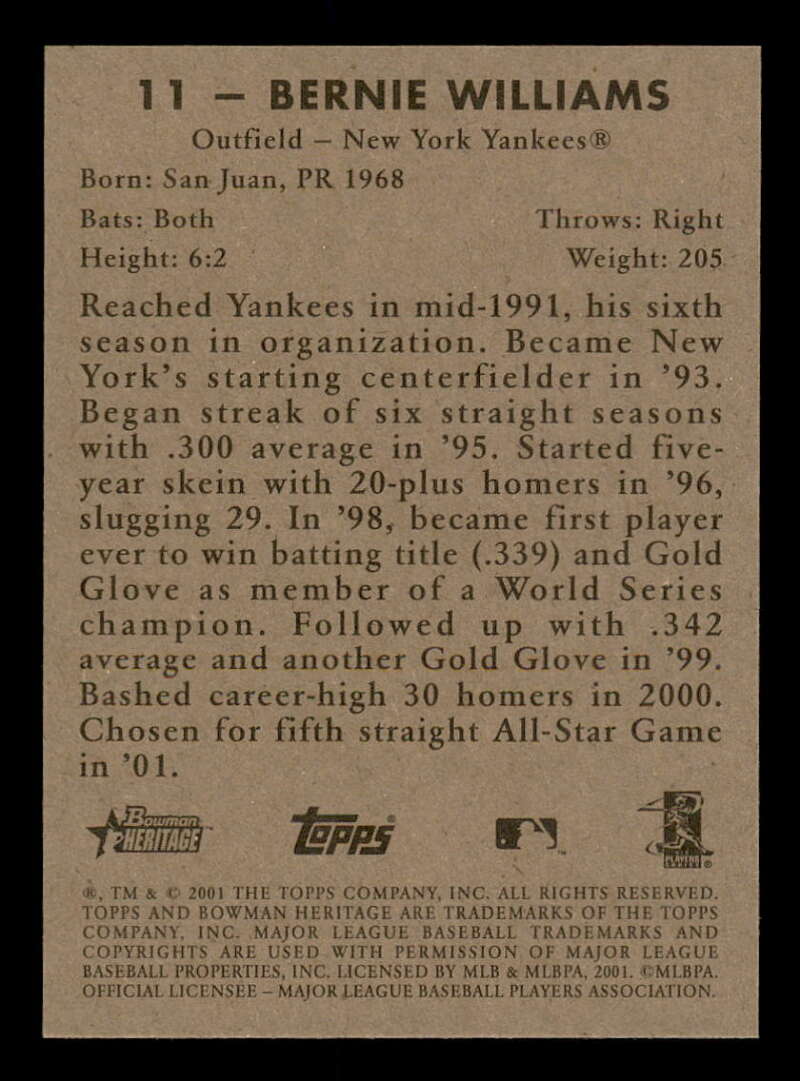 11 – BERNIE WILLIAMS
Outfield – New York Yankees®
Born: San Juan, PR 1968
Bats: Both Throws: Right
Height: 6:2 Weight: 205
Reached Yankees in mid-1991, his sixth
season in organization. Became New
York's starting centerfielder in '93.
Began streak of six straight seasons
with .300 average in '95. Started five-
year skein with 20-plus homers in '96,
slugging 29. In '98, became first player
ever to win batting title (.339) and Gold
Glove as member of a World Series
champion. Followed up with .342
average and another Gold Glove in '99.
Bashed career-high 30 homers in 2000.
Chosen for fifth straight All-Star Game
in '01.
Bowman HERITAGE™ Topps® ™ ®
®, TM & © 2001 THE TOPPS COMPANY, INC. ALL RIGHTS RESERVED.
TOPPS AND BOWMAN HERITAGE ARE TRADEMARKS OF THE TOPPS
COMPANY, INC. MAJOR LEAGUE BASEBALL TRADEMARKS AND
COPYRIGHTS ARE USED WITH PERMISSION OF MAJOR LEAGUE
BASEBALL PROPERTIES, INC. LICENSED BY MLB & MLBPA, 2001. ©MLBPA.
OFFICIAL LICENSEE – MAJOR LEAGUE BASEBALL PLAYERS ASSOCIATION.